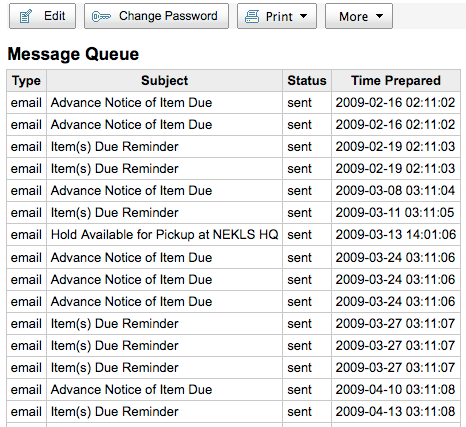 Edit Change Password Print More
Message Queue
Type Subject Status Time Prepared
email Advance Notice of Item Due sent 2009-02-16 02:11:02
email Advance Notice of Item Due sent 2009-02-16 02:11:02
email Item(s) Due Reminder sent 2009-02-19 02:11:03
email Item(s) Due Reminder sent 2009-02-19 02:11:03
email Advance Notice of Item Due sent 2009-03-08 03:11:04
email Item(s) Due Reminder sent 2009-03-11 03:11:05
email Hold Available for Pickup at NEKLS HQ sent 2009-03-13 14:01:06
email Advance Notice of Item Due sent 2009-03-24 03:11:06
email Advance Notice of Item Due sent 2009-03-24 03:11:06
email Advance Notice of Item Due sent 2009-03-24 03:11:06
email Item(s) Due Reminder sent 2009-03-27 03:11:07
email Item(s) Due Reminder sent 2009-03-27 03:11:07
email Item(s) Due Reminder sent 2009-03-27 03:11:07
email Advance Notice of Item Due sent 2009-04-10 03:11:08
email Item(s) Due Reminder sent 2009-04-13 03:11:08